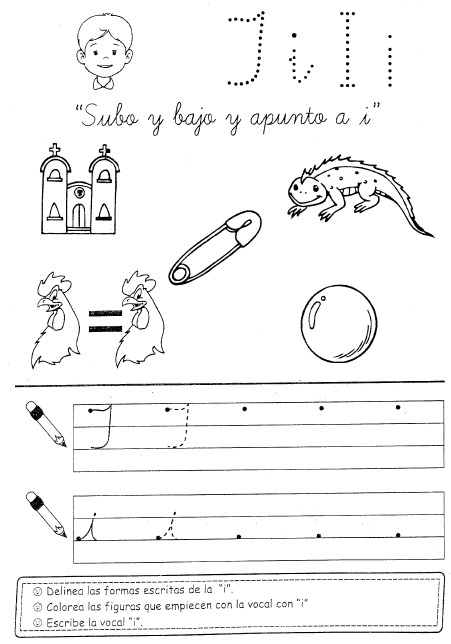 I i I i
"Subo y bajo y apunto a i"
I I
i i
Delinea las formas escritas de la "i".
Colorea las figuras que empiecen con la vocal con "i"
Escribe la vocal "i".